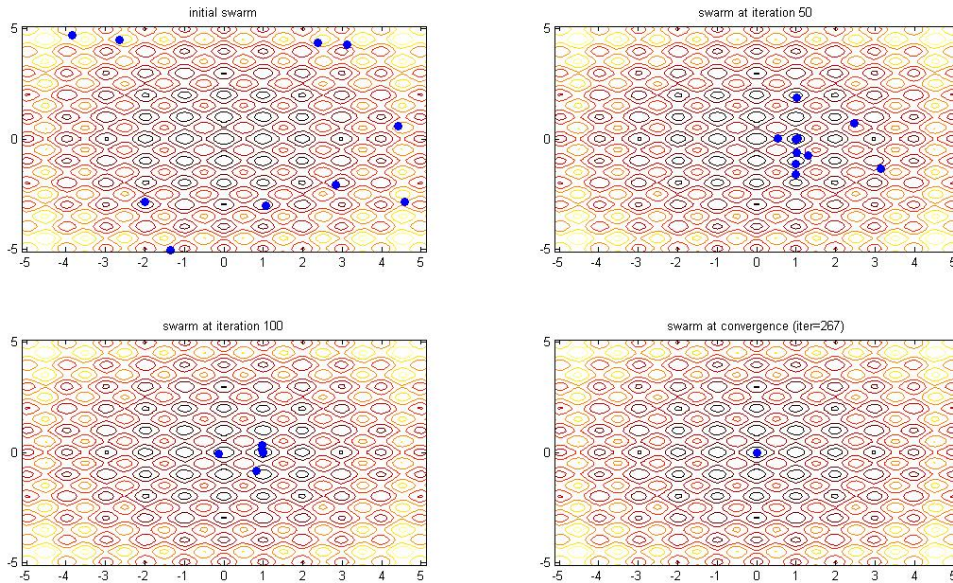 initial swarm
5
0
-5
-5 -4 -3 -2 -1 0 1 2 3 4 5
swarm at iteration 50
5
0
-5
-5 -4 -3 -2 -1 0 1 2 3 4 5
swarm at iteration 100
5
0
-5
-5 -4 -3 -2 -1 0 1 2 3 4 5
swarm at convergence (iter=267)
5
0
-5
-5 -4 -3 -2 -1 0 1 2 3 4 5